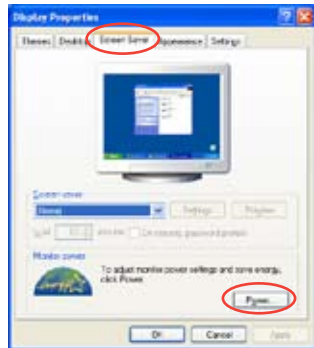 Display Properties
Themes Desktop Screen Saver Appearance Settings
Screen saver
(None) Settings Preview
Wait minutes On resume, password protect
Monitor power
To adjust monitor power settings and save energy,
click Power.
Power...
OK Cancel Apply